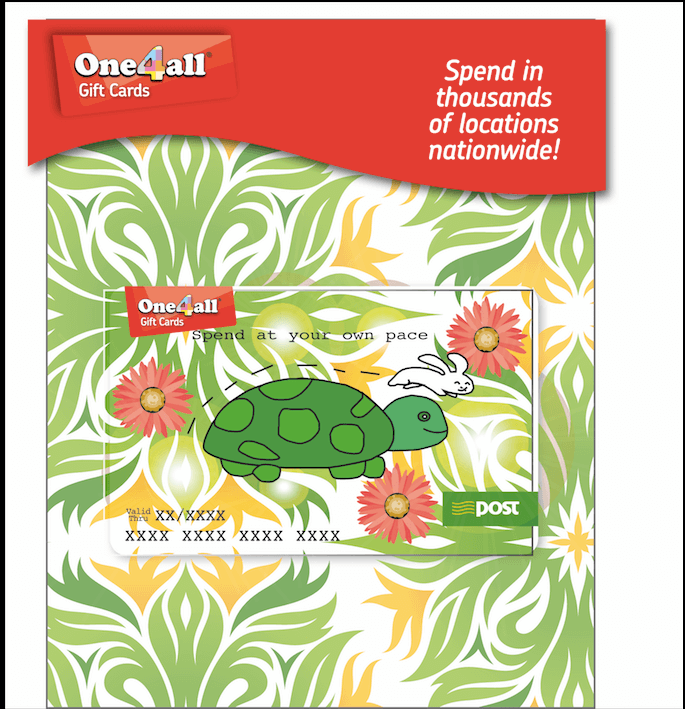 One4all
Gift Cards
Spend in
thousands
of locations
nationwide!
One4all
Gift Cards
Spend at your own pace
Valid
Thru XX/XXXX
XXXX XXXX XXXX XXXX
post